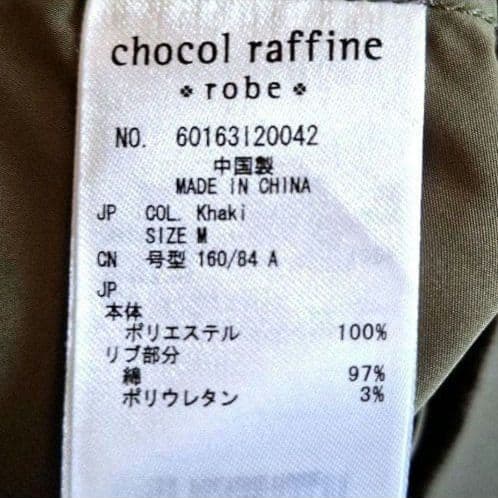 chocol raffine
robe
NO. 60163120042
中国製
MADE IN CHINA
JP COL. Khaki
SIZE M
CN 号型 160/84 A
JP
本体
ポリエステル 100%
リブ部分
綿 97%
ポリウレタン 3%